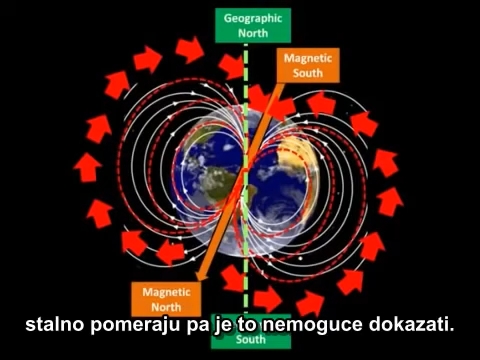 Geographic
North
Magnetic
South
Magnetic
North
stalno pomeraju pa je to nemoguce dokazati.
South